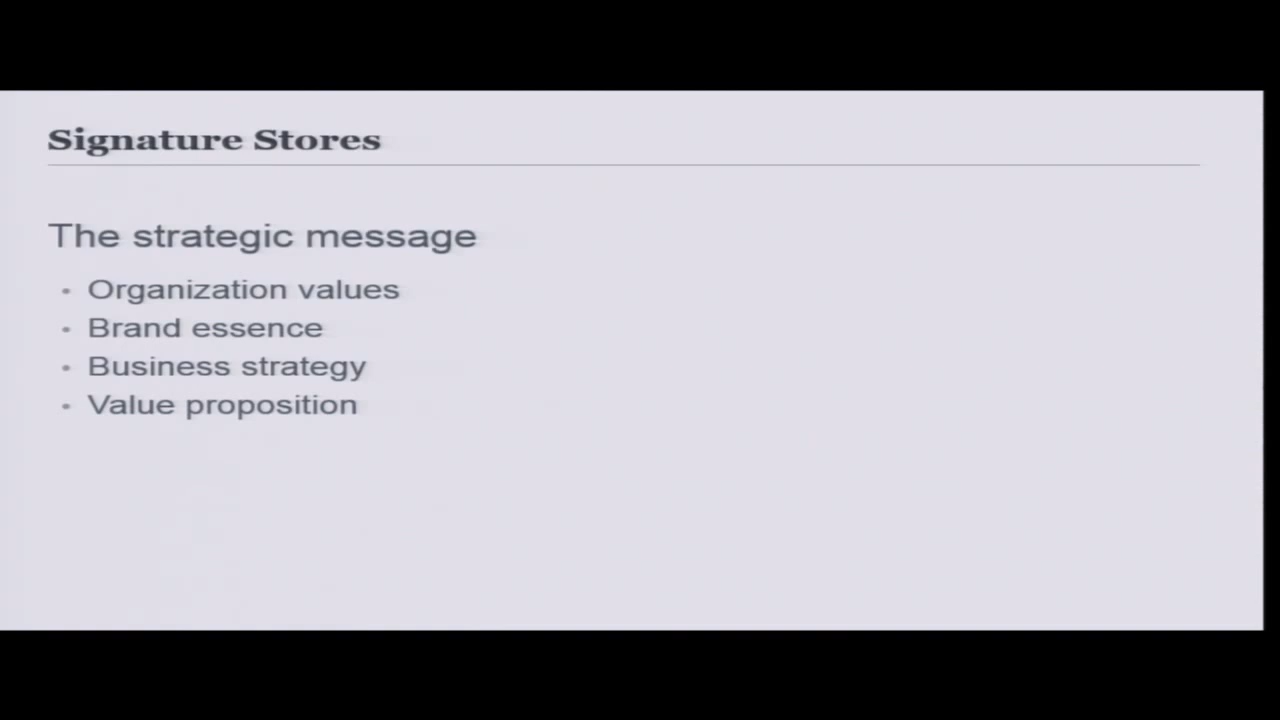 Signature Stores
The strategic message
• Organization values
• Brand essence
• Business strategy
• Value proposition